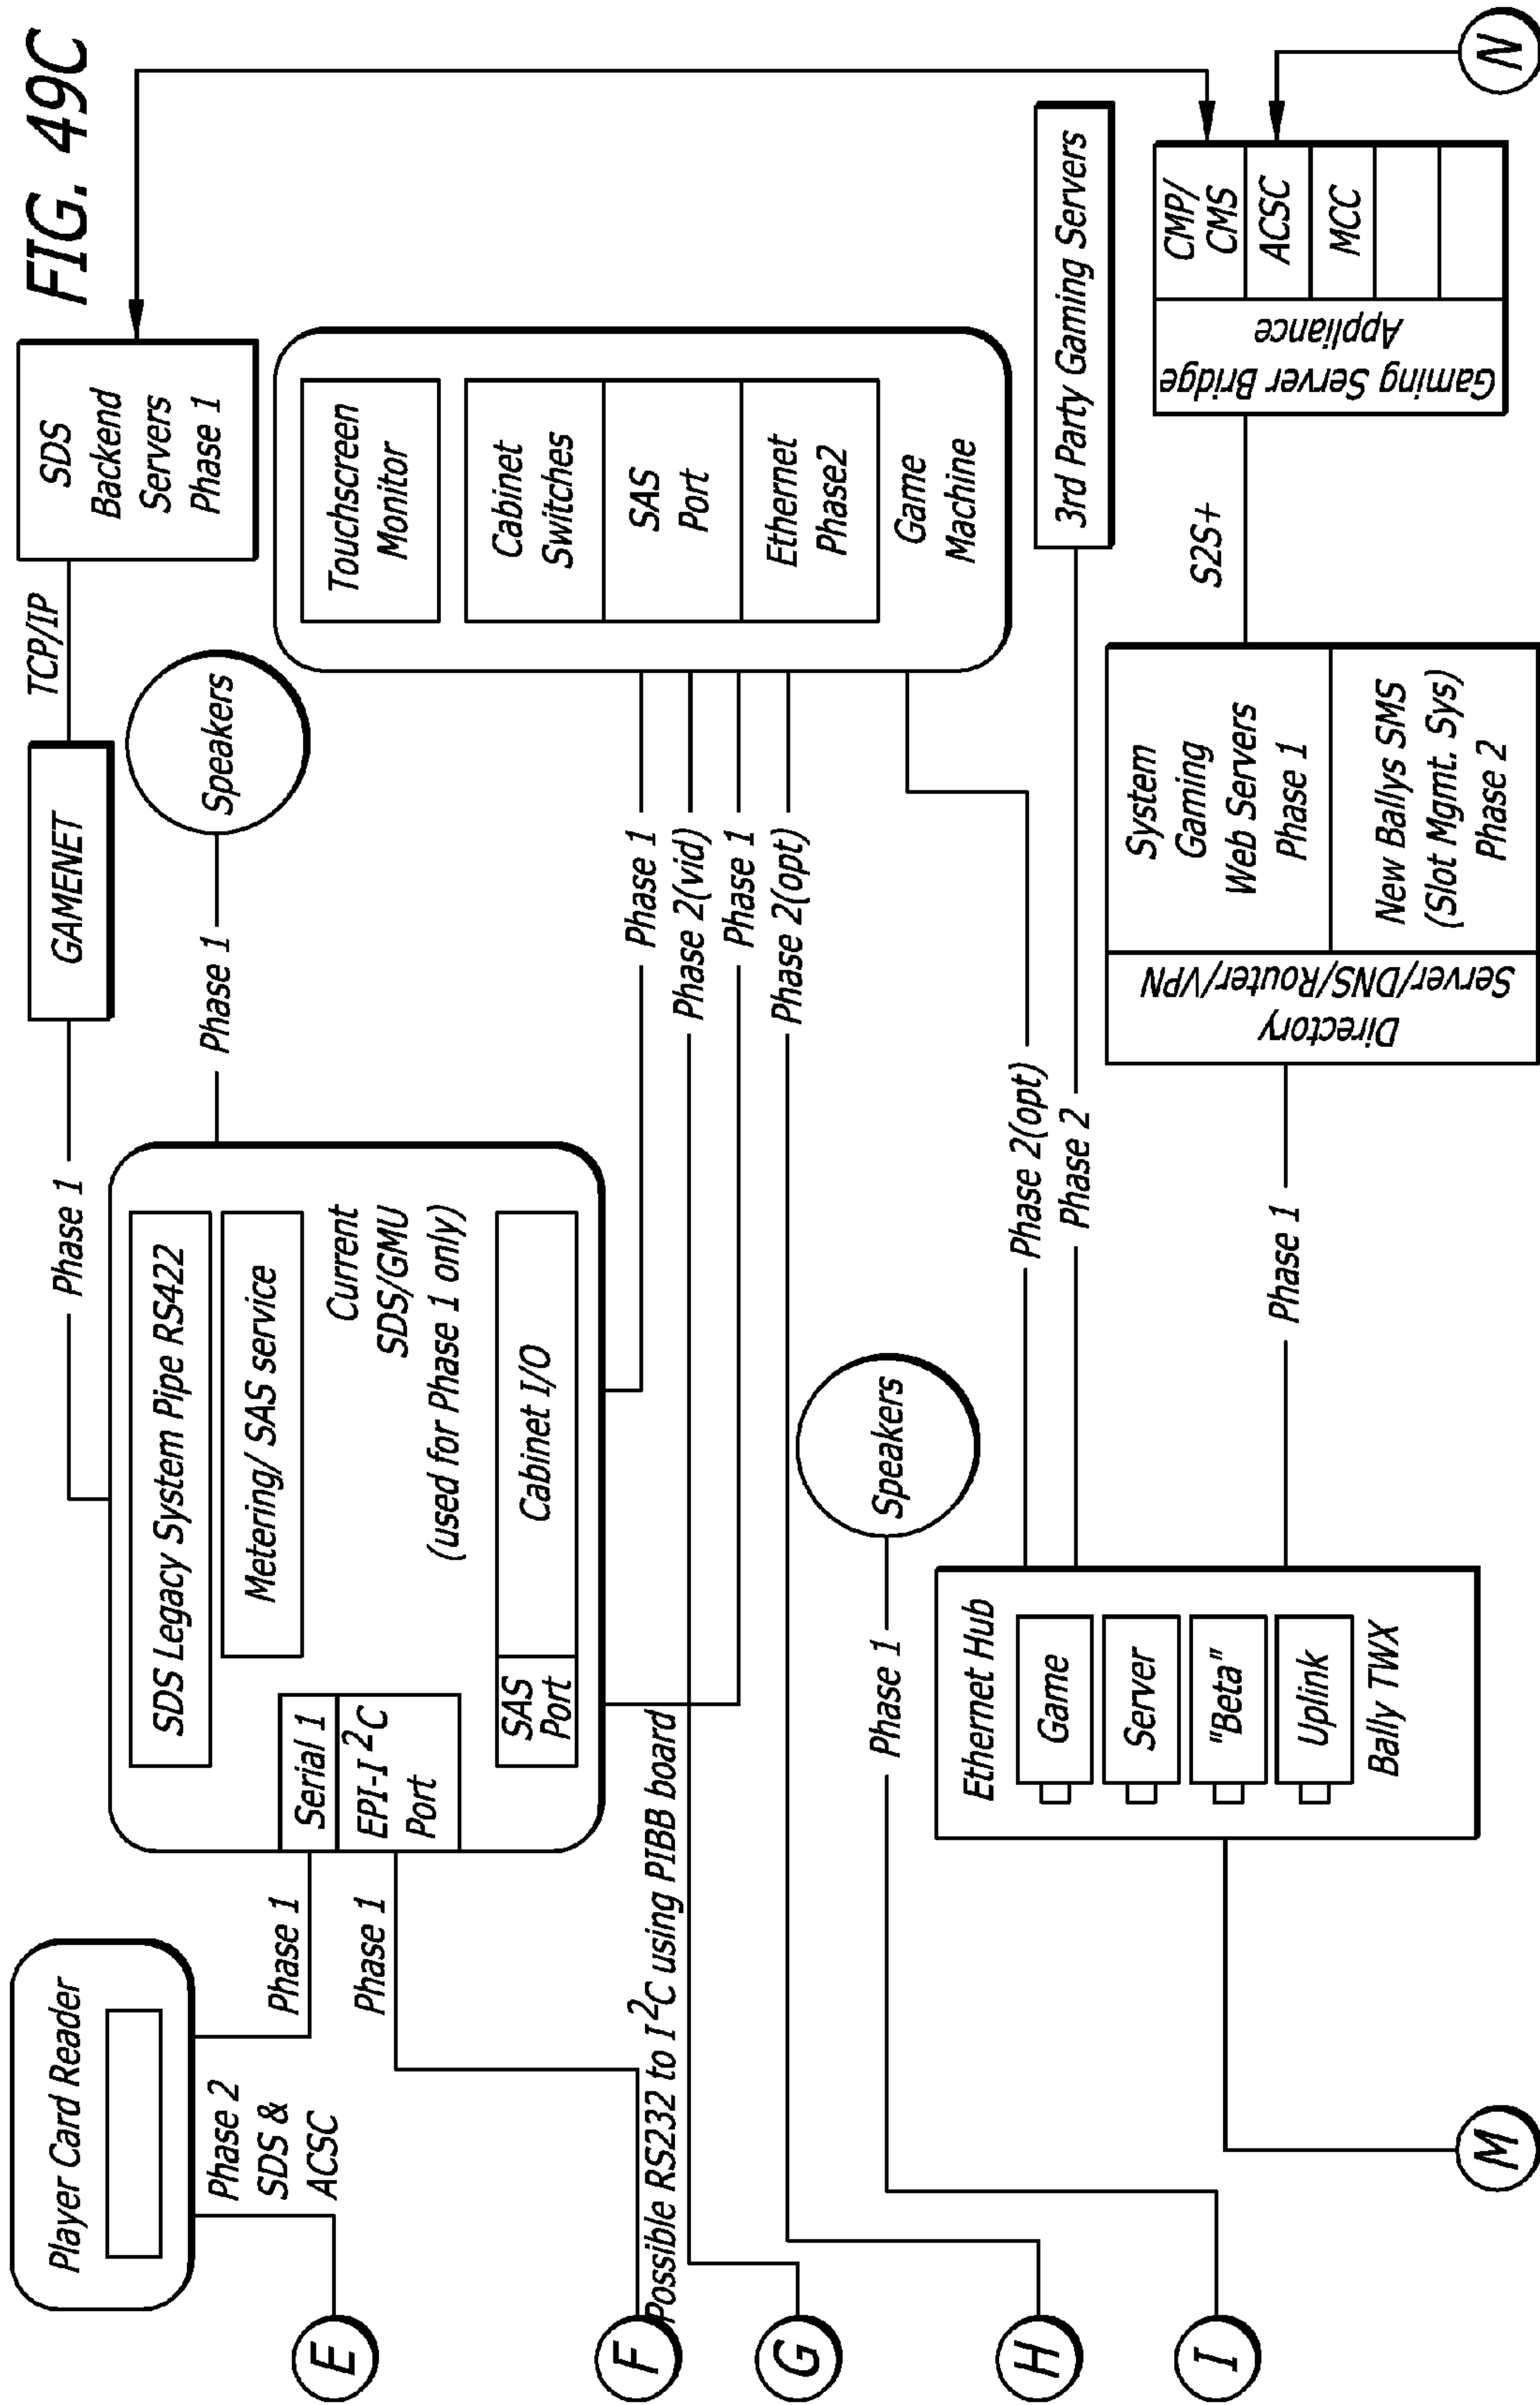 FIG. 49C
Player Card Reader
Phase 2
SDS &
ACSC
E
Phase 1
Phase 1
F
Possible RS232 to I²C using PIBB board
G
H
I
SDS Legacy System Pipe RS422
Metering/ SAS service
Serial 1
EPI-I²C
Port
Current
SDS/GMU
(used for Phase 1 only)
SAS
Port
Cabinet I/O
Phase 1
GAMENET
TCP/IP
SDS
Backend
Servers
Phase 1
Phase 1
Speakers
Touchscreen
Monitor
Cabinet
Switches
SAS
Port
Ethernet
Phase2
Game
Machine
Phase 1
Phase 2(vid)
Phase 1
Phase 2(opt)
Phase 1
Speakers
Ethernet Hub
Game
Server
"Beta"
Uplink
Bally TWX
M
Phase 2(opt)
Phase 2
3rd Party Gaming Servers
Phase 1
Directory
Server/DNS/Router/VPN
System
Gaming
Web Servers
Phase 1
New Ballys SMS
(Slot Mgmt. Sys)
Phase 2
S2S+
Gaming Server Bridge
Appliance
CMP/
CMS
ACSC
MCC
N